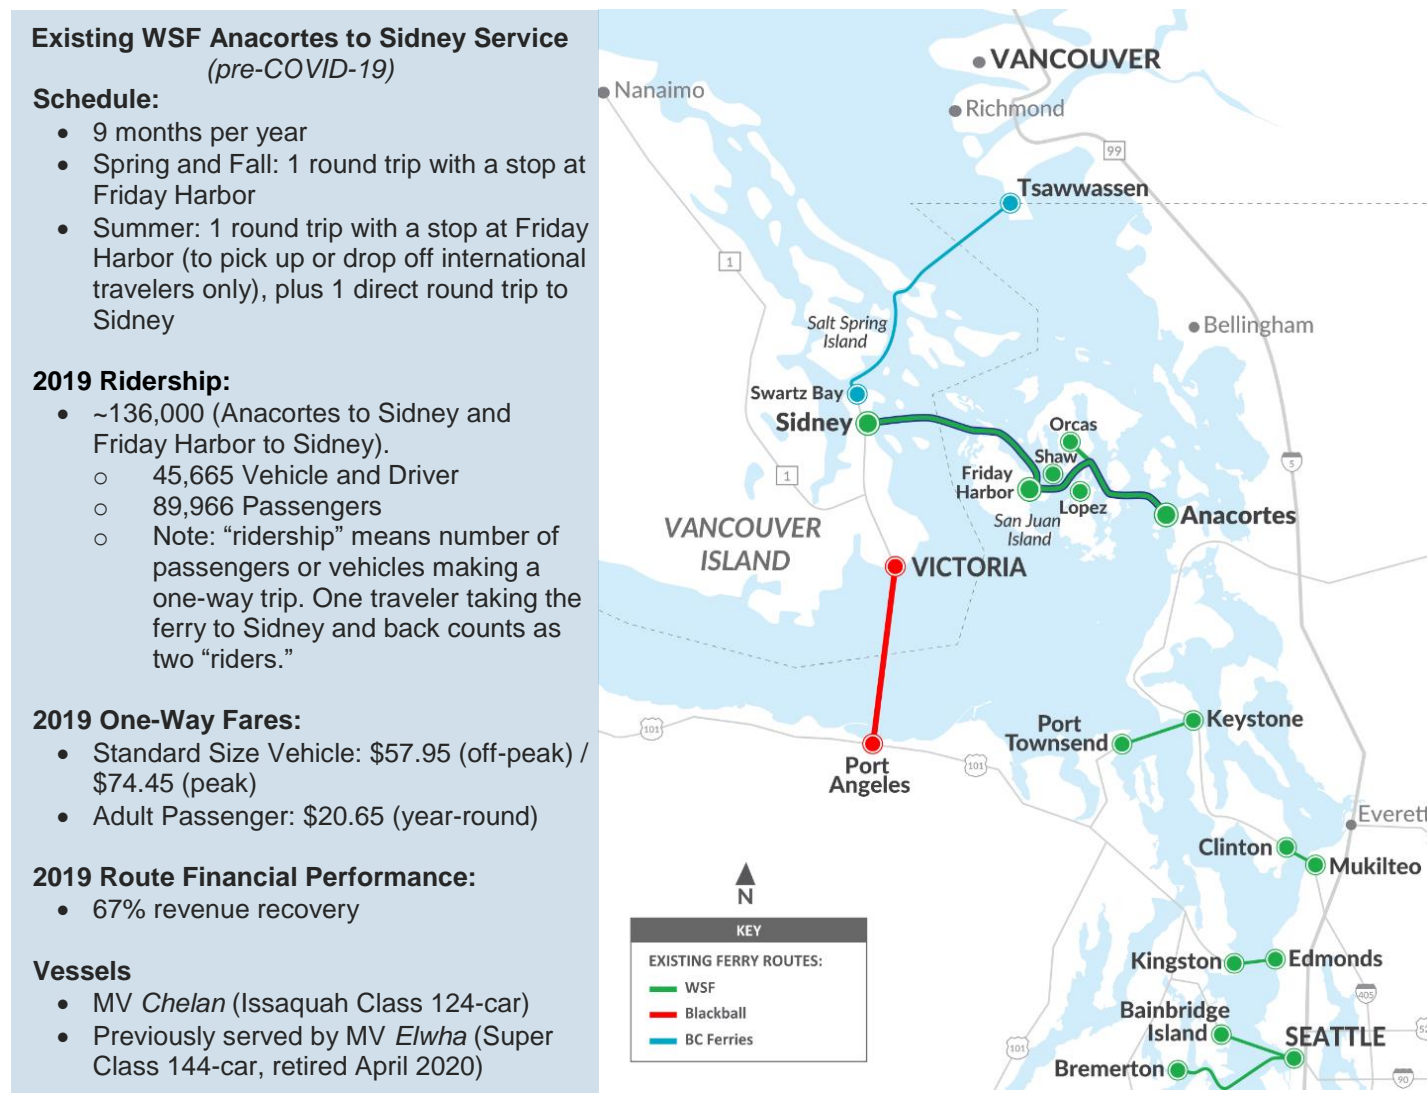 Existing WSF Anacortes to Sidney Service
(pre-COVID-19)
Schedule:
• 9 months per year
• Spring and Fall: 1 round trip with a stop at
Friday Harbor
• Summer: 1 round trip with a stop at Friday
Harbor (to pick up or drop off international
travelers only), plus 1 direct round trip to
Sidney
2019 Ridership:
• ~136,000 (Anacortes to Sidney and
Friday Harbor to Sidney).
o 45,665 Vehicle and Driver
o 89,966 Passengers
o Note: “ridership” means number of
passengers or vehicles making a
one-way trip. One traveler taking the
ferry to Sidney and back counts as
two “riders.”
2019 One-Way Fares:
• Standard Size Vehicle: $57.95 (off-peak) /
$74.45 (peak)
• Adult Passenger: $20.65 (year-round)
2019 Route Financial Performance:
• 67% revenue recovery
Vessels
• MV Chelan (Issaquah Class 124-car)
• Previously served by MV Elwha (Super
Class 144-car, retired April 2020)
VANCOUVER
Nanaimo
Richmond
99
Tsawwassen
1
Salt Spring
Island
Bellingham
Swartz Bay
Sidney
Orcas
Shaw
Friday
Harbor
Lopez
5
1
San Juan
Island
Anacortes
VANCOUVER
ISLAND
VICTORIA
101
Port
Townsend
Keystone
Port
Angeles
101
Everett
Clinton
Mukilteo
N
KEY
EXISTING FERRY ROUTES:
WSF
Blackball
BC Ferries
Kingston
Edmonds
405
Bainbridge
Island
SEATTLE
101
Bremerton
90